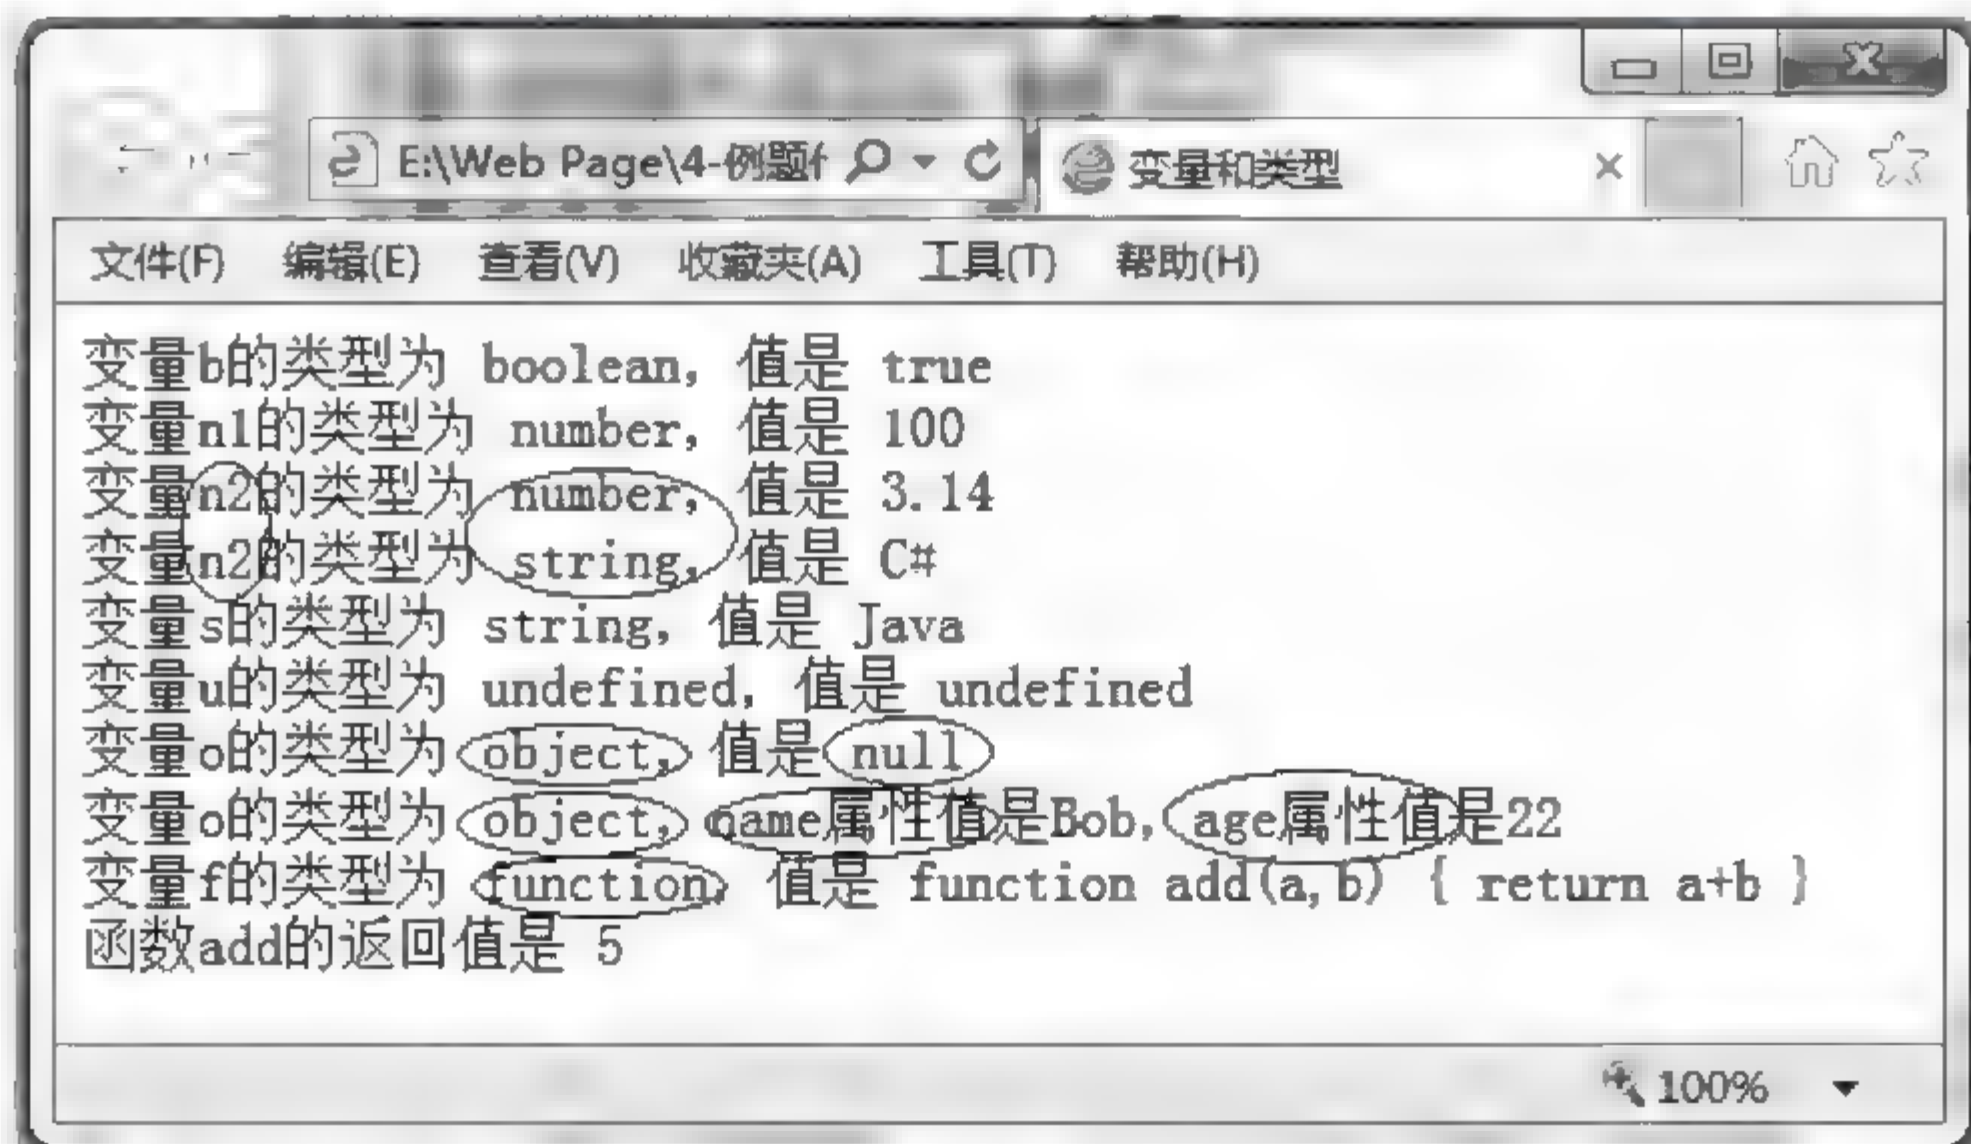 E:\Web Page\4-例题f
变量和类型
文件(F) 编辑(E) 查看(V) 收藏夹(A) 工具(T) 帮助(H)
变量b的类型为 boolean, 值是 true
变量n1的类型为 number, 值是 100
变量n2的类型为 number, 值是 3.14
变量n2的类型为 string, 值是 C#
变量s的类型为 string, 值是 Java
变量u的类型为 undefined, 值是 undefined
变量o的类型为 object, 值是 null
变量o的类型为 object, name属性值是Bob, age属性值是22
变量f的类型为 function, 值是 function add(a,b) { return a+b }
函数add的返回值是 5
100%